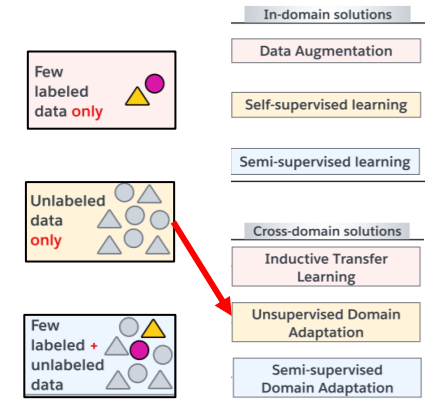 In-domain solutions
Data Augmentation
Self-supervised learning
Semi-supervised learning
Few
labeled
data only
Unlabeled
data
only
Few
labeled +
unlabeled
data
Cross-domain solutions
Inductive Transfer
Learning
Unsupervised Domain
Adaptation
Semi-supervised
Domain Adaptation